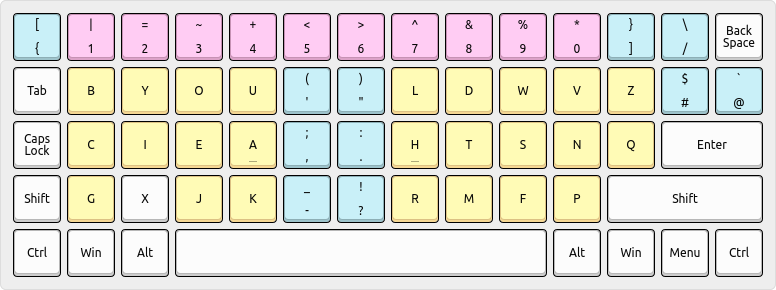 [ | = ~ + < > ^ & % * } \ Back
{ 1 2 3 4 5 6 7 8 9 0 ] / Space
Tab B Y O U ( ) L D W V Z $ `
' " # @
Caps C I E A ; : H T S N Q Enter
Lock _ , . _
Shift G X J K _ ! R M F P Shift
- ?
Ctrl Win Alt Alt Win Menu Ctrl